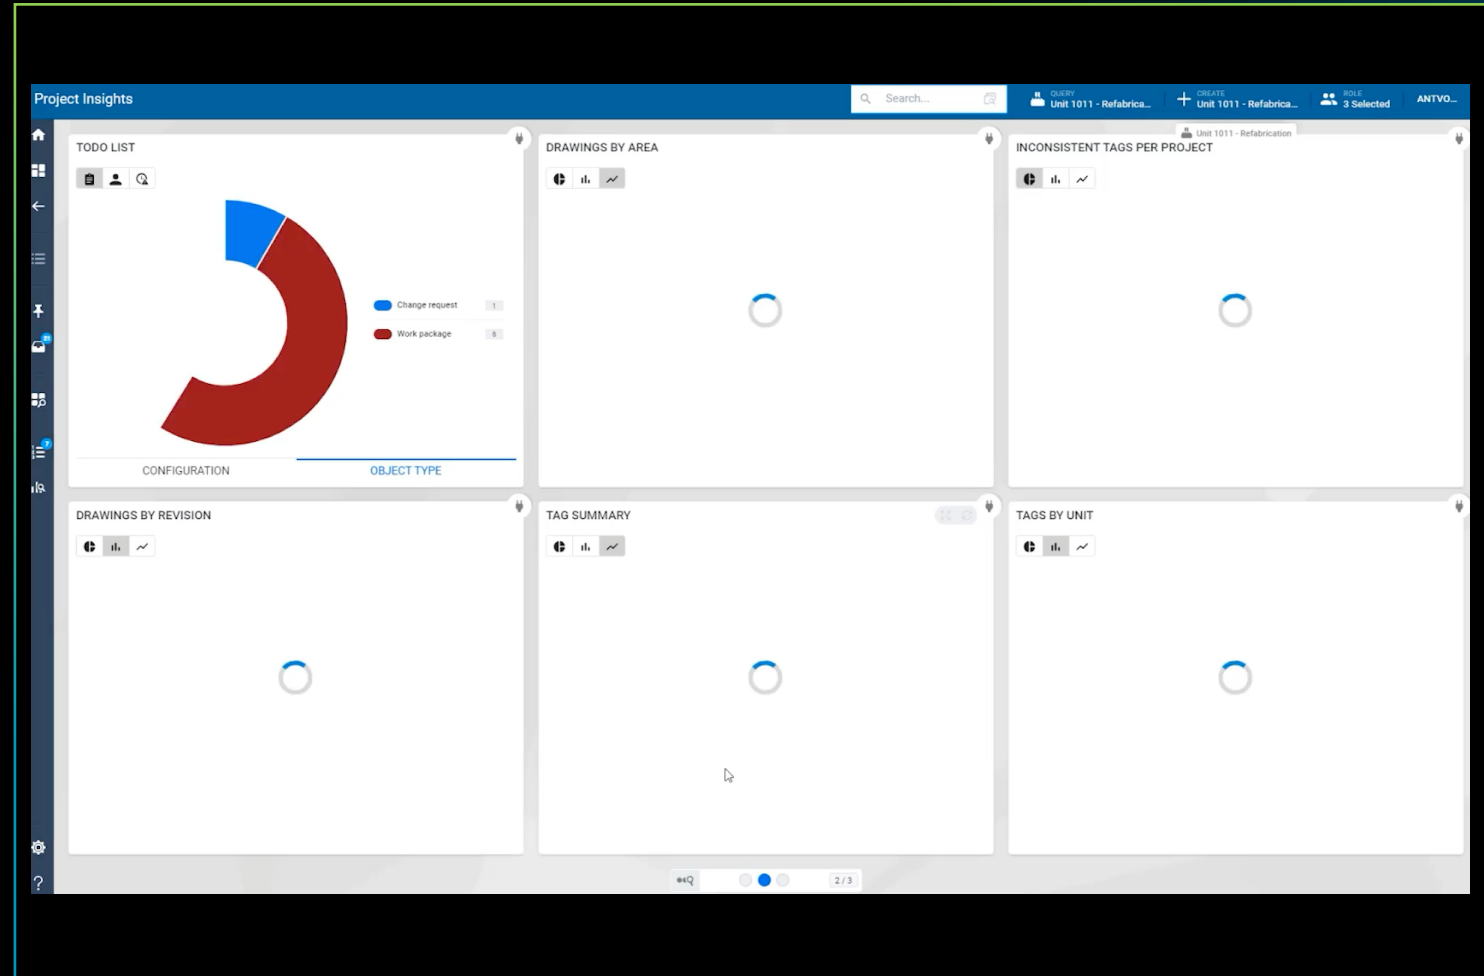 Project Insights
Search...
QUERY
Unit 1011 - Refabrica...
CREATE
Unit 1011 - Refabrica...
ROLE
3 Selected
ANTVO...
Unit 1011 - Refabrication
TODO LIST
Change request 1
Work package 6
CONFIGURATION
OBJECT TYPE
DRAWINGS BY AREA
INCONSISTENT TAGS PER PROJECT
DRAWINGS BY REVISION
TAG SUMMARY
TAGS BY UNIT
7
?
2 / 3